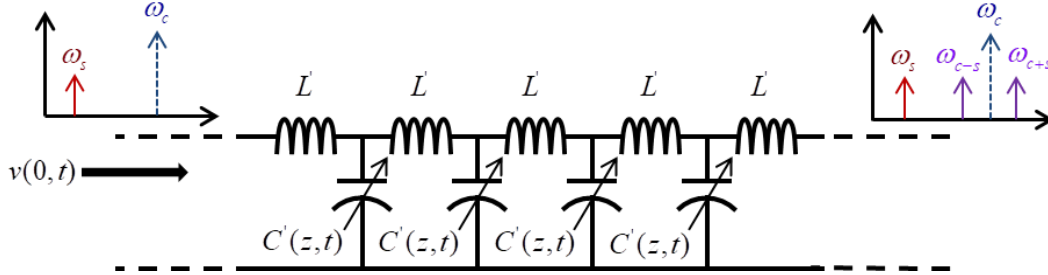 ω_c
ω_s
ω_c
ω_s ω_{c−s} ω_{c+s}
L' L' L' L' L'
v(0,t)
C'(z,t) C'(z,t) C'(z,t) C'(z,t)